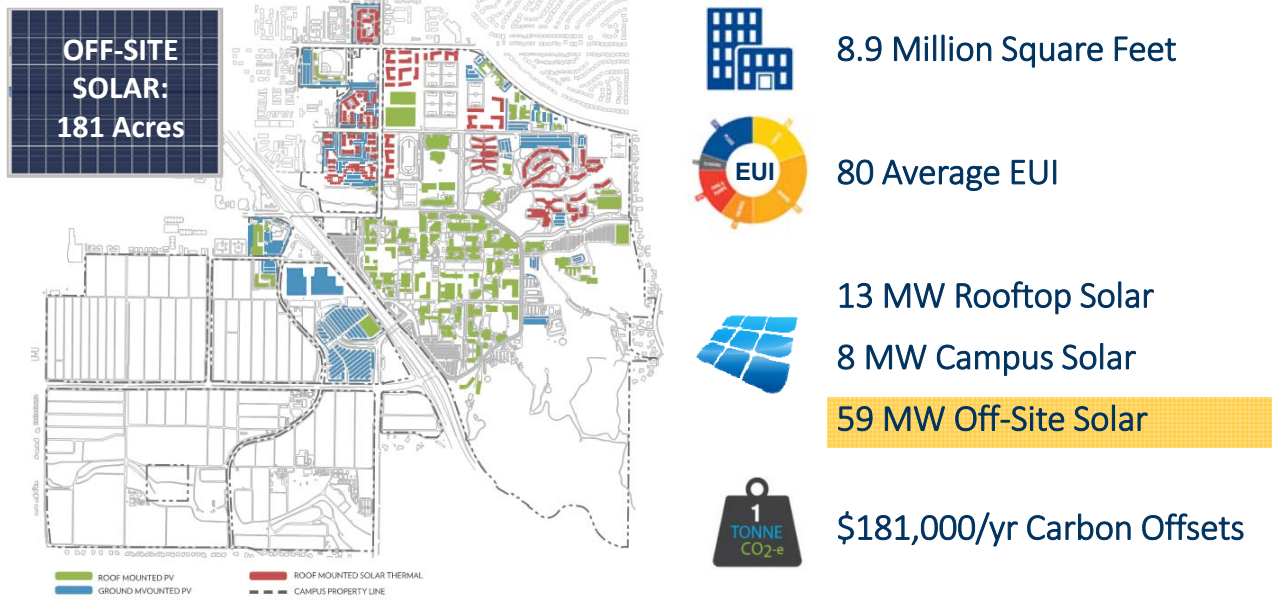 OFF-SITE
SOLAR:
181 Acres
8.9 Million Square Feet
EUI
80 Average EUI
13 MW Rooftop Solar
8 MW Campus Solar
59 MW Off-Site Solar
1
TONNE
CO2-e
$181,000/yr Carbon Offsets
ROOF MOUNTED PV
ROOF MOUNTED SOLAR THERMAL
GROUND MVOUNTED PV
CAMPUS PROPERTY LINE